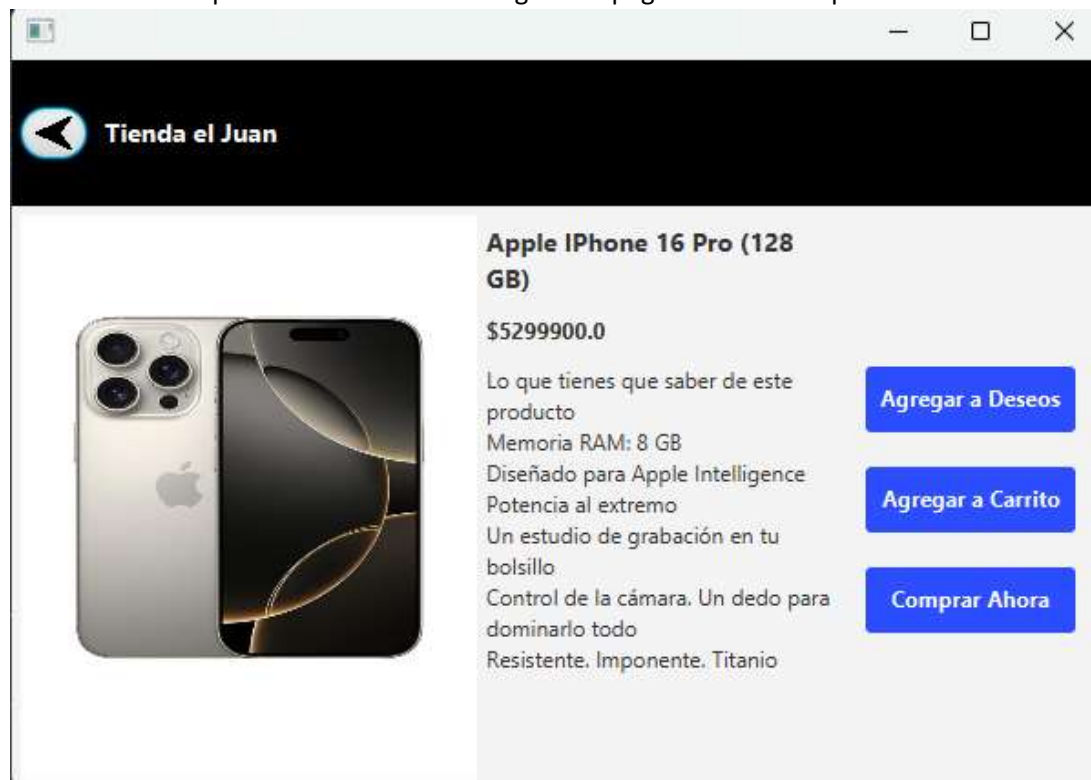 Tienda el Juan
Apple IPhone 16 Pro (128
GB)
$5299900.0
Lo que tienes que saber de este
producto
Memoria RAM: 8 GB
Diseñado para Apple Intelligence
Potencia al extremo
Un estudio de grabación en tu
bolsillo
Control de la cámara. Un dedo para
dominarlo todo
Resistente. Imponente. Titanio
Agregar a Deseos
Agregar a Carrito
Comprar Ahora